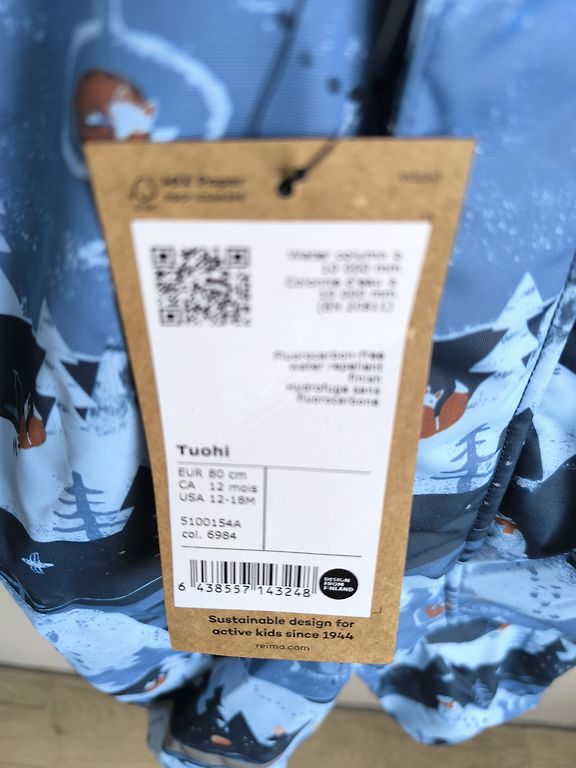 MIX Paper
Water column ≥
10 000 mm
Colonne d'eau ≥
10 000 mm
(EN 20811)
Fluorocarbon-free
water repellent
finish
Hydrofuge sans
fluorocarbone
Tuohi
EUR 80 cm
CA 12 mois
USA 12-18M
5100154A
col. 6984
6 438557 143248
DESIGN
FROM
FINLAND
Sustainable design for
active kids since 1944
reima.com